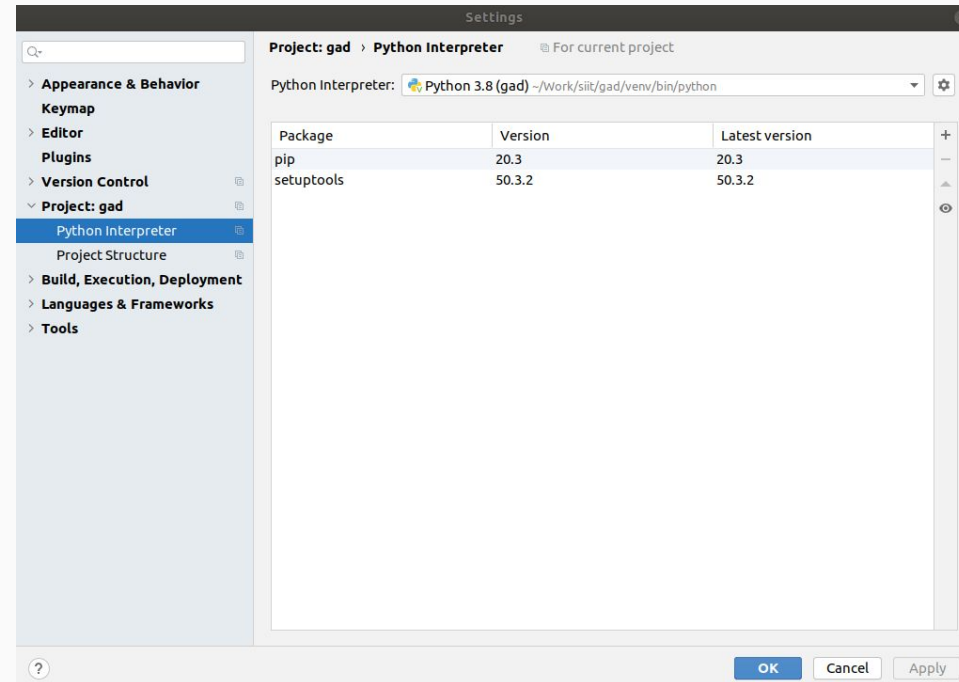 Settings
Appearance & Behavior
Keymap
Editor
Plugins
Version Control
Project: gad
Python Interpreter
Project Structure
Build, Execution, Deployment
Languages & Frameworks
Tools
Project: gad › Python Interpreter For current project
Python Interpreter: Python 3.8 (gad) ~/Work/siit/gad/venv/bin/python
Package Version Latest version
pip 20.3 20.3
setuptools 50.3.2 50.3.2
? OK Cancel Apply